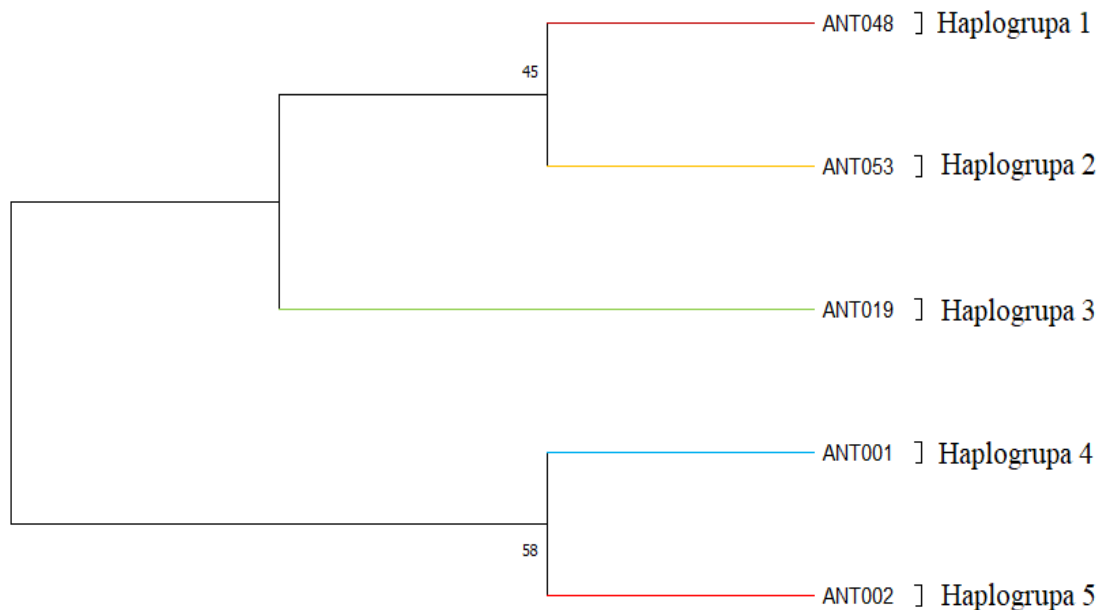 ANT048 ] Haplogrupa 1
45
ANT053 ] Haplogrupa 2
ANT019 ] Haplogrupa 3
ANT001 ] Haplogrupa 4
58
ANT002 ] Haplogrupa 5